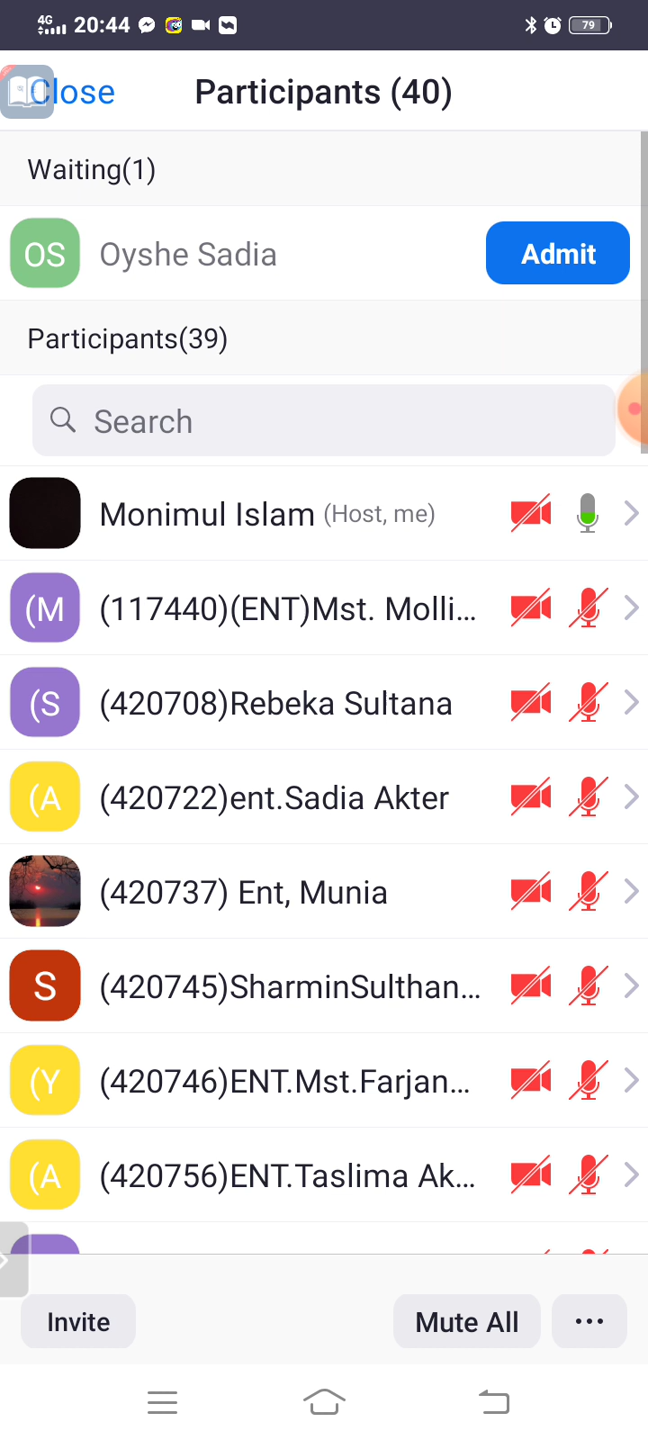 4G 20:44 79
Close Participants (40)
Waiting(1)
OS Oyshe Sadia Admit
Participants(39)
Search
Monimul Islam (Host, me)
(M (117440)(ENT)Mst. Molli...
(S (420708)Rebeka Sultana
(A (420722)ent.Sadia Akter
(420737) Ent, Munia
S (420745)SharminSulthan...
(Y (420746)ENT.Mst.Farjan...
(A (420756)ENT.Taslima Ak...
Invite Mute All ...